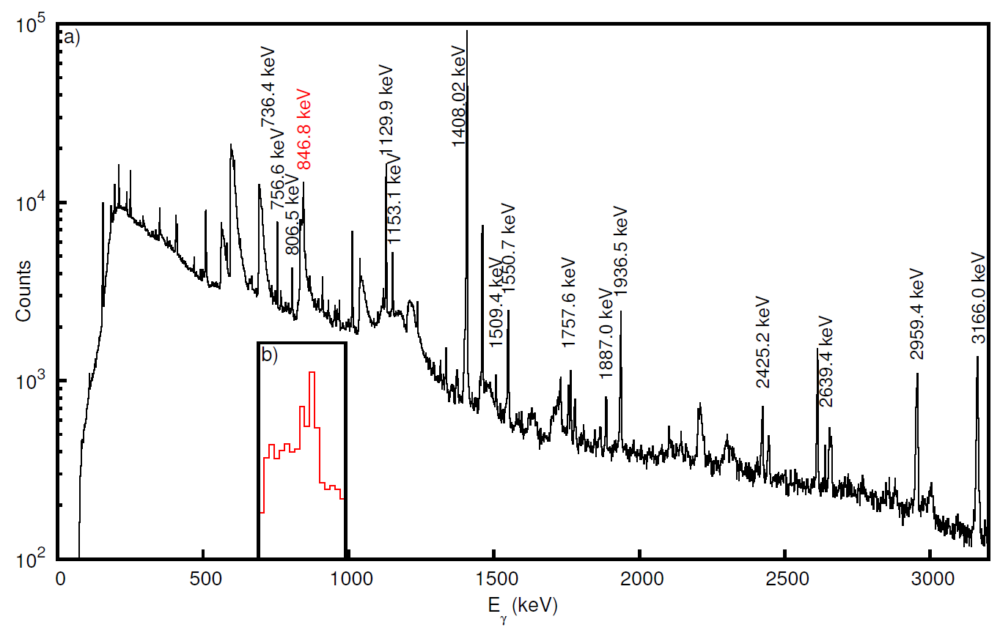 a)
10^5
10^4
10^3
10^2
Counts
736.4 keV
756.6 keV
806.5 keV
846.8 keV
1129.9 keV
1153.1 keV
1408.02 keV
1509.4 keV
1550.7 keV
1757.6 keV
1887.0 keV
1936.5 keV
2425.2 keV
2639.4 keV
2959.4 keV
3166.0 keV
b)
0 500 1000 1500 2000 2500 3000
E_γ (keV)